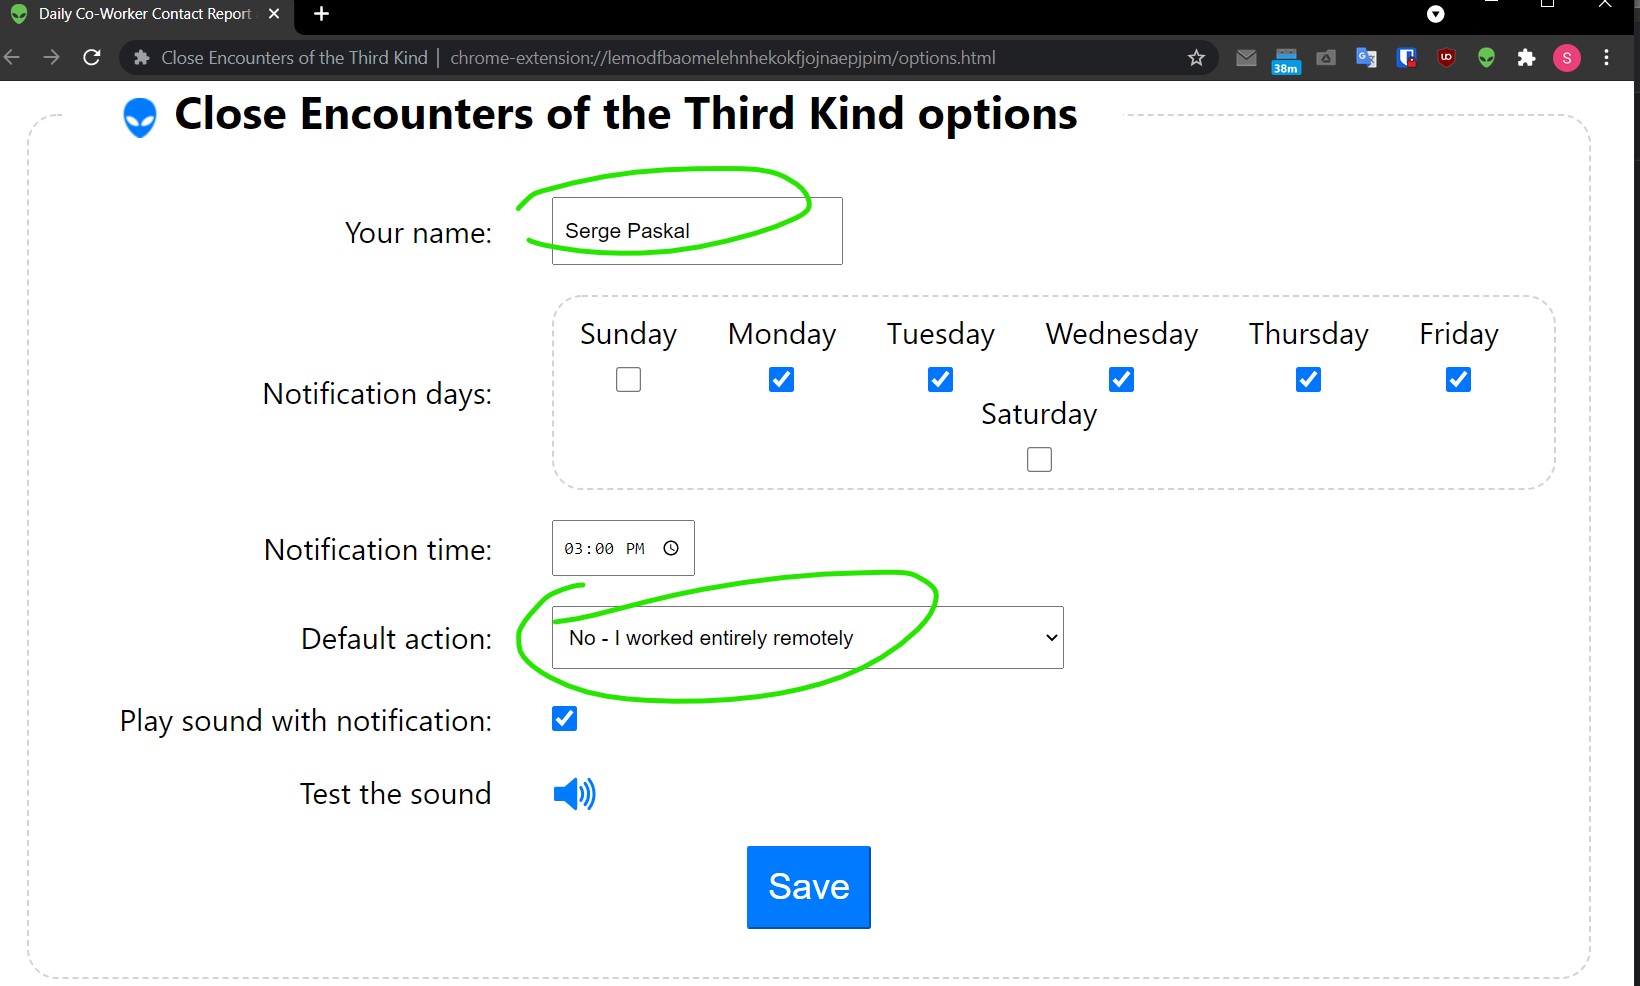 Daily Co-Worker Contact Report
Close Encounters of the Third Kind | chrome-extension://lemodfbaomelehnhekokfjojnaepjpim/options.html
38m
S
Close Encounters of the Third Kind options
Your name:
Serge Paskal
Sunday Monday Tuesday Wednesday Thursday Friday
Notification days:
Saturday
Notification time:
03:00 PM
Default action:
No - I worked entirely remotely
Play sound with notification:
Test the sound
Save